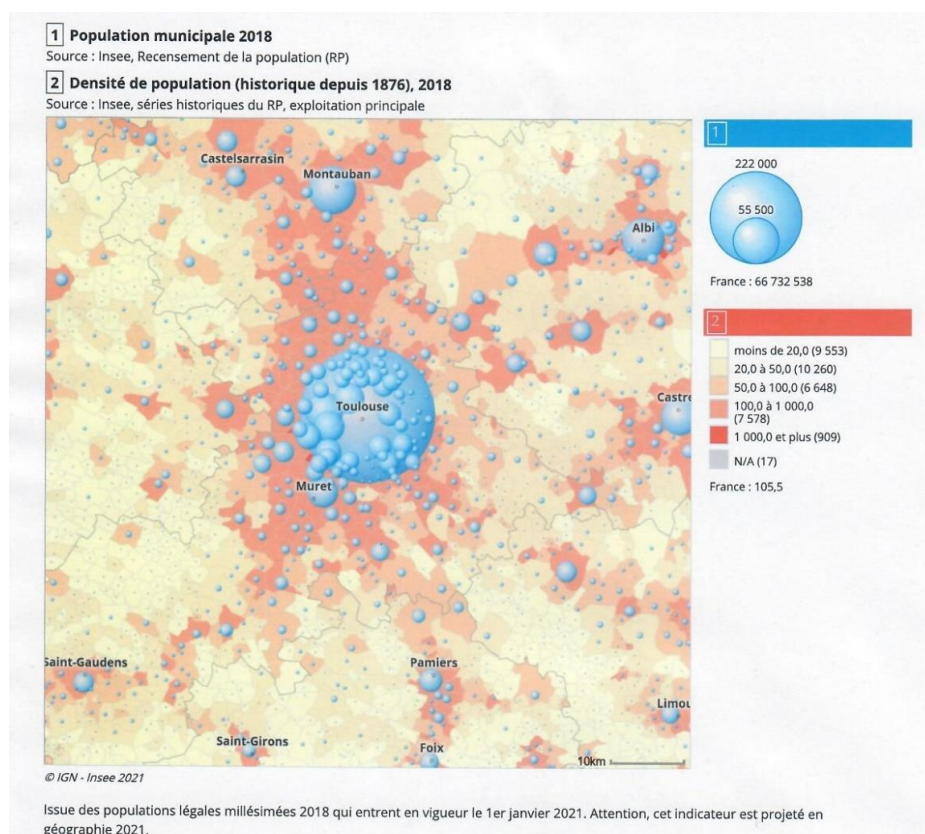 1 Population municipale 2018
Source : Insee, Recensement de la population (RP)
2 Densité de population (historique depuis 1876), 2018
Source : Insee, séries historiques du RP, exploitation principale
Castelsarrasin
Montauban
Albi
Toulouse
Castre
Muret
Saint-Gaudens
Pamiers
Limou
Saint-Girons
Foix
10km
1
222 000
55 500
France : 66 732 538
2
moins de 20,0 (9 553)
20,0 à 50,0 (10 260)
50,0 à 100,0 (6 648)
100,0 à 1 000,0
(7 578)
1 000,0 et plus (909)
N/A (17)
France : 105,5
© IGN - Insee 2021
Issue des populations légales millésimées 2018 qui entrent en vigueur le 1er janvier 2021. Attention, cet indicateur est projeté en
géographie 2021.